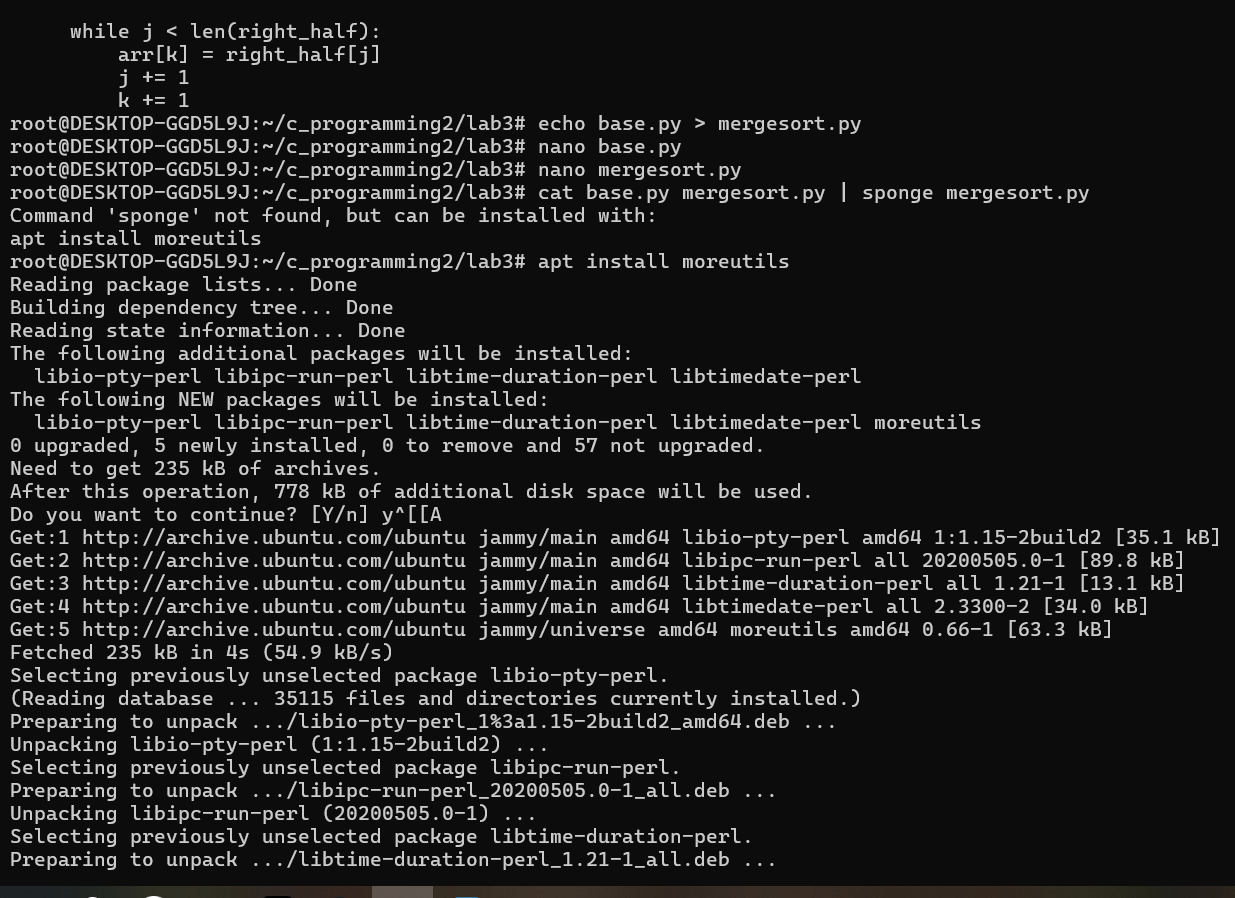 while j < len(right_half):
arr[k] = right_half[j]
j += 1
k += 1
root@DESKTOP-GGD5L9J:~/c_programming2/lab3# echo base.py > mergesort.py
root@DESKTOP-GGD5L9J:~/c_programming2/lab3# nano base.py
root@DESKTOP-GGD5L9J:~/c_programming2/lab3# nano mergesort.py
root@DESKTOP-GGD5L9J:~/c_programming2/lab3# cat base.py mergesort.py | sponge mergesort.py
Command 'sponge' not found, but can be installed with:
apt install moreutils
root@DESKTOP-GGD5L9J:~/c_programming2/lab3# apt install moreutils
Reading package lists... Done
Building dependency tree... Done
Reading state information... Done
The following additional packages will be installed:
libio-pty-perl libipc-run-perl libtime-duration-perl libtimedate-perl
The following NEW packages will be installed:
libio-pty-perl libipc-run-perl libtime-duration-perl libtimedate-perl moreutils
0 upgraded, 5 newly installed, 0 to remove and 57 not upgraded.
Need to get 235 kB of archives.
After this operation, 778 kB of additional disk space will be used.
Do you want to continue? [Y/n] y^[[A
Get:1 http://archive.ubuntu.com/ubuntu jammy/main amd64 libio-pty-perl amd64 1:1.15-2build2 [35.1 kB]
Get:2 http://archive.ubuntu.com/ubuntu jammy/main amd64 libipc-run-perl all 20200505.0-1 [89.8 kB]
Get:3 http://archive.ubuntu.com/ubuntu jammy/main amd64 libtime-duration-perl all 1.21-1 [13.1 kB]
Get:4 http://archive.ubuntu.com/ubuntu jammy/main amd64 libtimedate-perl all 2.3300-2 [34.0 kB]
Get:5 http://archive.ubuntu.com/ubuntu jammy/universe amd64 moreutils amd64 0.66-1 [63.3 kB]
Fetched 235 kB in 4s (54.9 kB/s)
Selecting previously unselected package libio-pty-perl.
(Reading database ... 35115 files and directories currently installed.)
Preparing to unpack .../libio-pty-perl_1%3a1.15-2build2_amd64.deb ...
Unpacking libio-pty-perl (1:1.15-2build2) ...
Selecting previously unselected package libipc-run-perl.
Preparing to unpack .../libipc-run-perl_20200505.0-1_all.deb ...
Unpacking libipc-run-perl (20200505.0-1) ...
Selecting previously unselected package libtime-duration-perl.
Preparing to unpack .../libtime-duration-perl_1.21-1_all.deb ...